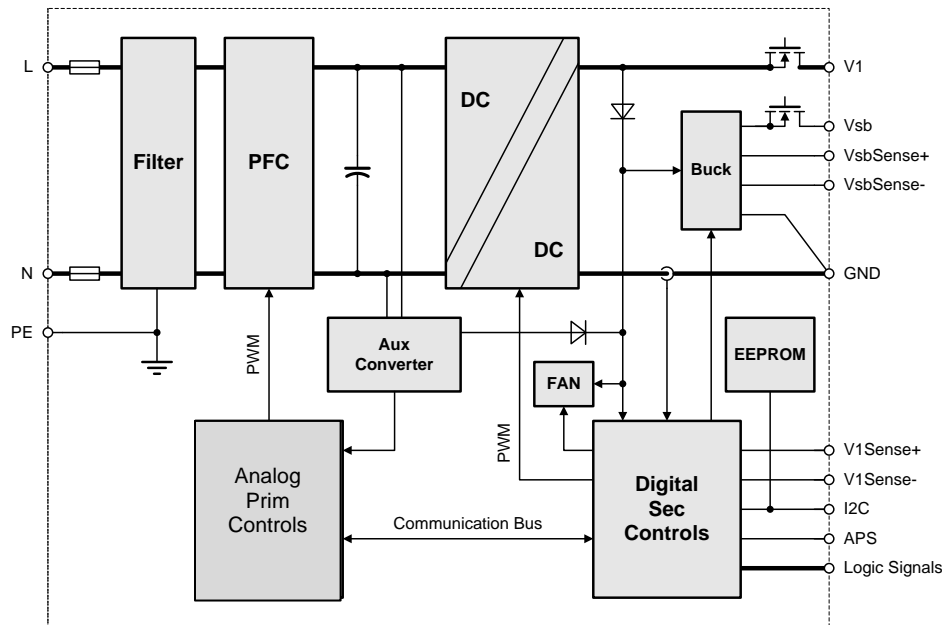 L
V1
DC
Vsb
Filter
PFC
Buck
VsbSense+
VsbSense-
DC
N
GND
PE
PWM
Aux
Converter
EEPROM
FAN
PWM
Analog
Prim
Controls
Digital
Sec
Controls
V1Sense+
V1Sense-
I2C
Communication Bus
APS
Logic Signals